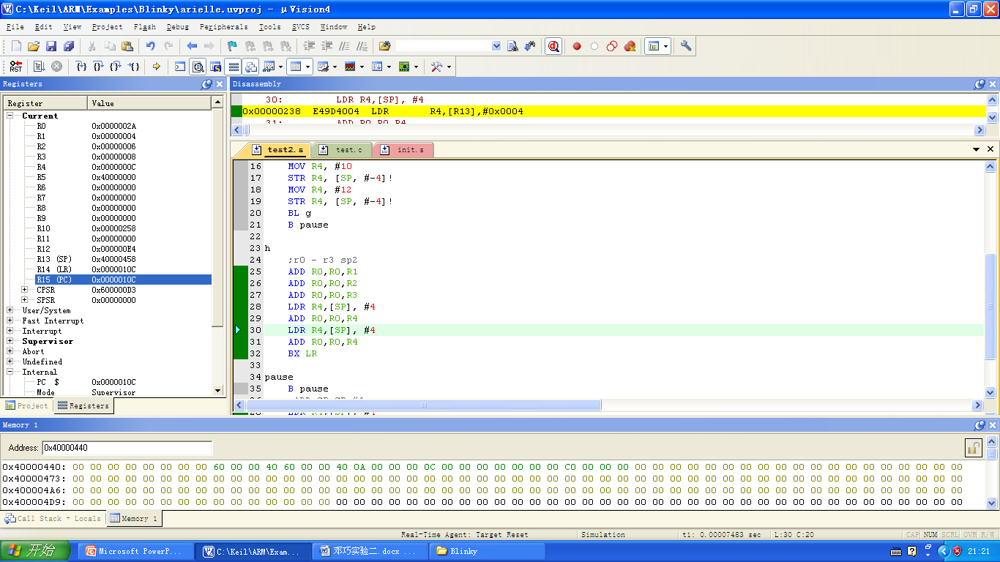 C:\Keil\ARM\Examples\Blinky\arielle.uvproj - µVision4
File Edit View Project Flash Debug Peripherals Tools SVCS Window Help
RST
Registers
Register Value
Current
R0 0x0000002A
R1 0x00000004
R2 0x00000006
R3 0x00000008
R4 0x0000000C
R5 0x40000000
R6 0x00000000
R7 0x00000000
R8 0x00000000
R9 0x00000000
R10 0x00000258
R11 0x00000000
R12 0x000000E4
R13 (SP) 0x40000458
R14 (LR) 0x0000010C
R15 (PC) 0x0000010C
CPSR 0x600000D3
SPSR 0x00000000
User/System
Fast Interrupt
Interrupt
Supervisor
Abort
Undefined
Internal
PC $ 0x0000010C
Mode Supervisor
Project Registers
Disassembly
30: LDR R4,[SP], #4
0x00000238 E49D4004 LDR R4,[R13],#0x0004
31: ADD R0,R0,R4
test2.s test.c init.s
16 MOV R4, #10
17 STR R4, [SP, #-4]!
18 MOV R4, #12
19 STR R4, [SP, #-4]!
20 BL g
21 B pause
22
23 h
24 ;r0 - r3 sp2
25 ADD R0,R0,R1
26 ADD R0,R0,R2
27 ADD R0,R0,R3
28 LDR R4,[SP], #4
29 ADD R0,R0,R4
30 LDR R4,[SP], #4
31 ADD R0,R0,R4
32 BX LR
33
34 pause
35 B pause
Memory 1
Address: 0x40000440
0x40000440: 00 00 00 00 00 00 00 00 60 00 00 40 60 00 00 40 0A 00 00 00 0C 00 00 00 00 00 00 00 C0 00 00 00 00 00 00 00 00 00 00 00 00 00 00 00 00 00 00 00 00 00 00
0x40000473: 00 00 00 00 00 00 00 00 00 00 00 00 00 00 00 00 00 00 00 00 00 00 00 00 00 00 00 00 00 00 00 00 00 00 00 00 00 00 00 00 00 00 00 00 00 00 00 00 00 00 00
0x400004A6: 00 00 00 00 00 00 00 00 00 00 00 00 00 00 00 00 00 00 00 00 00 00 00 00 00 00 00 00 00 00 00 00 00 00 00 00 00 00 00 00 00 00 00 00 00 00 00 00 00 00 00
0x400004D9: 00 00 00 00 00 00 00 00 00 00 00 00 00 00 00 00 00 00 00 00 00 00 00 00 00 00 00 00 00 00 00 00 00 00 00 00 00 00 00 00 00 00 00 00 00 00 00 00 00 00 00
Call Stack + Locals Memory 1
Real-Time Agent: Target Reset Simulation t1: 0.00007483 sec L:30 C:20 CAP NUM SCRL OVR R/W
开始 Microsoft PowerP... C:\Keil\ARM\Exam... 邓巧实验二.docx ... Blinky 21:21